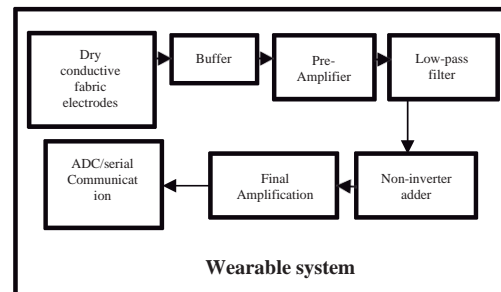 Dry
conductive
fabric
electrodes
Buffer
Pre-
Amplifier
Low-pass
filter
ADC/serial
Communicat
ion
Final
Amplification
Non-inverter
adder
Wearable system